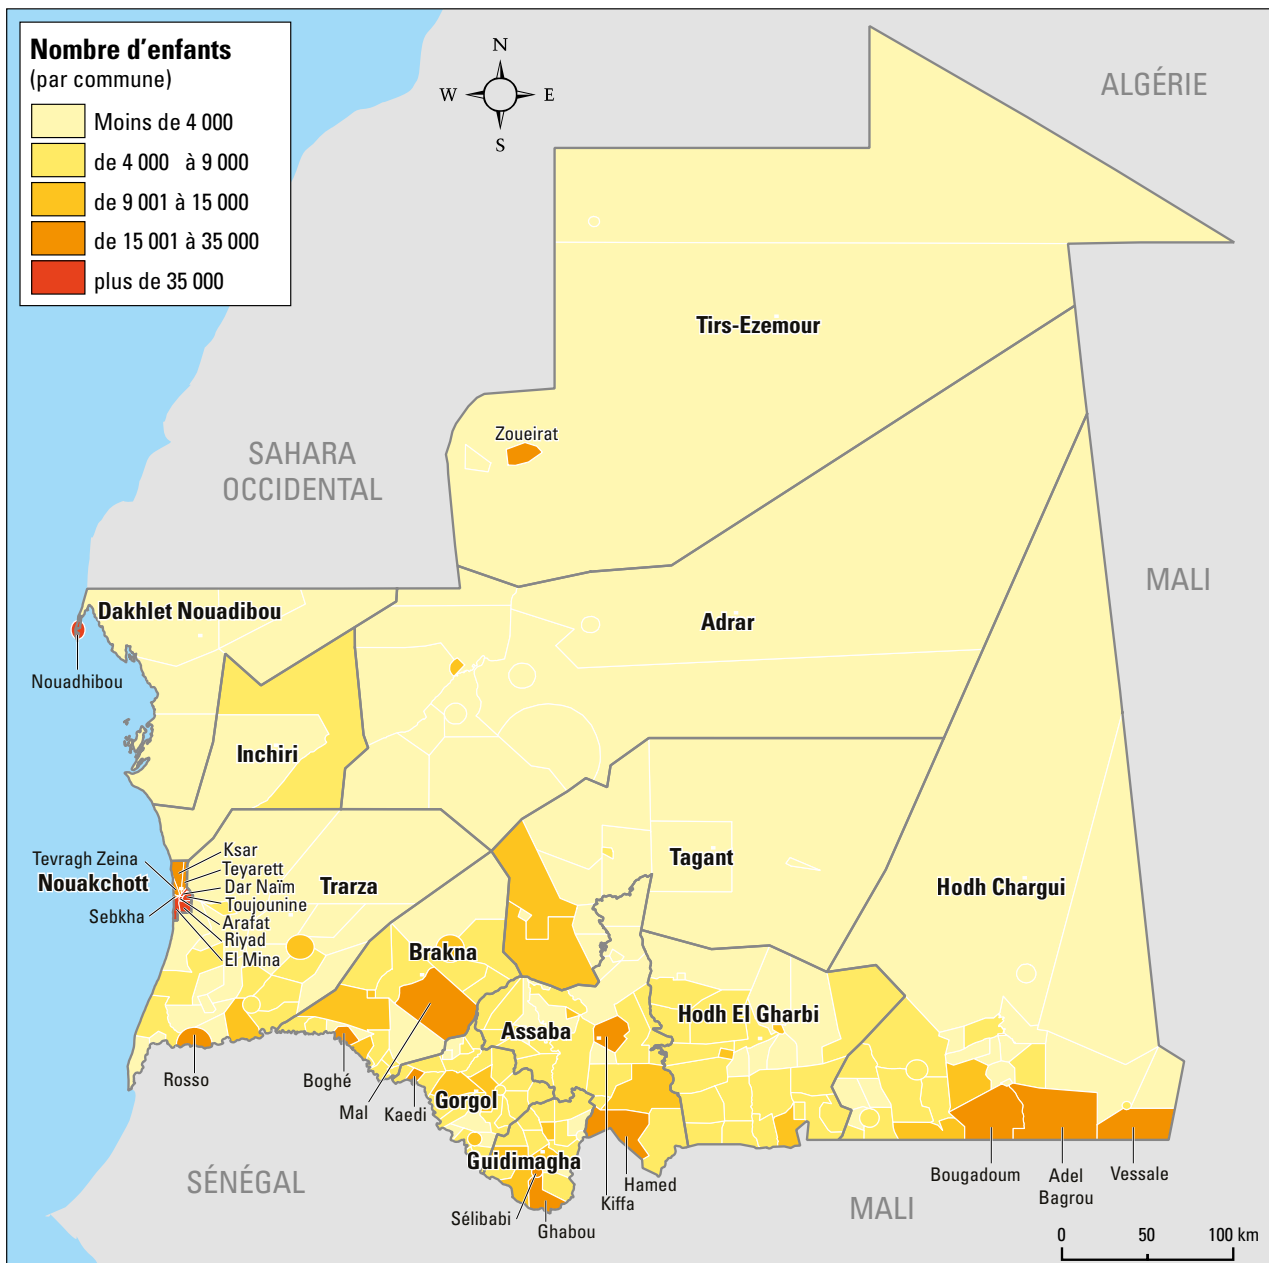 Nombre d'enfants
(par commune)
Moins de 4 000
de 4 000 à 9 000
de 9 001 à 15 000
de 15 001 à 35 000
plus de 35 000
N
W
E
S
ALGÉRIE
Tirs-Ezemour
Zoueirat
SAHARA
OCCIDENTAL
MALI
Dakhlet Nouadibou
Adrar
Nouadhibou
Inchiri
Tevragh Zeina
Nouakchott
Sebkha
Ksar
Teyarett
Dar Naïm
Toujounine
Arafat
Riyad
El Mina
Trarza
Tagant
Hodh Chargui
Brakna
Assaba
Hodh El Gharbi
Rosso
Boghé
Mal
Kaedi
Gorgol
Guidimagha
Sélibabi
Ghabou
Kiffa
Hamed
Bougadoum
Adel
Bagrou
Vessale
SÉNÉGAL
MALI
0
50
100 km